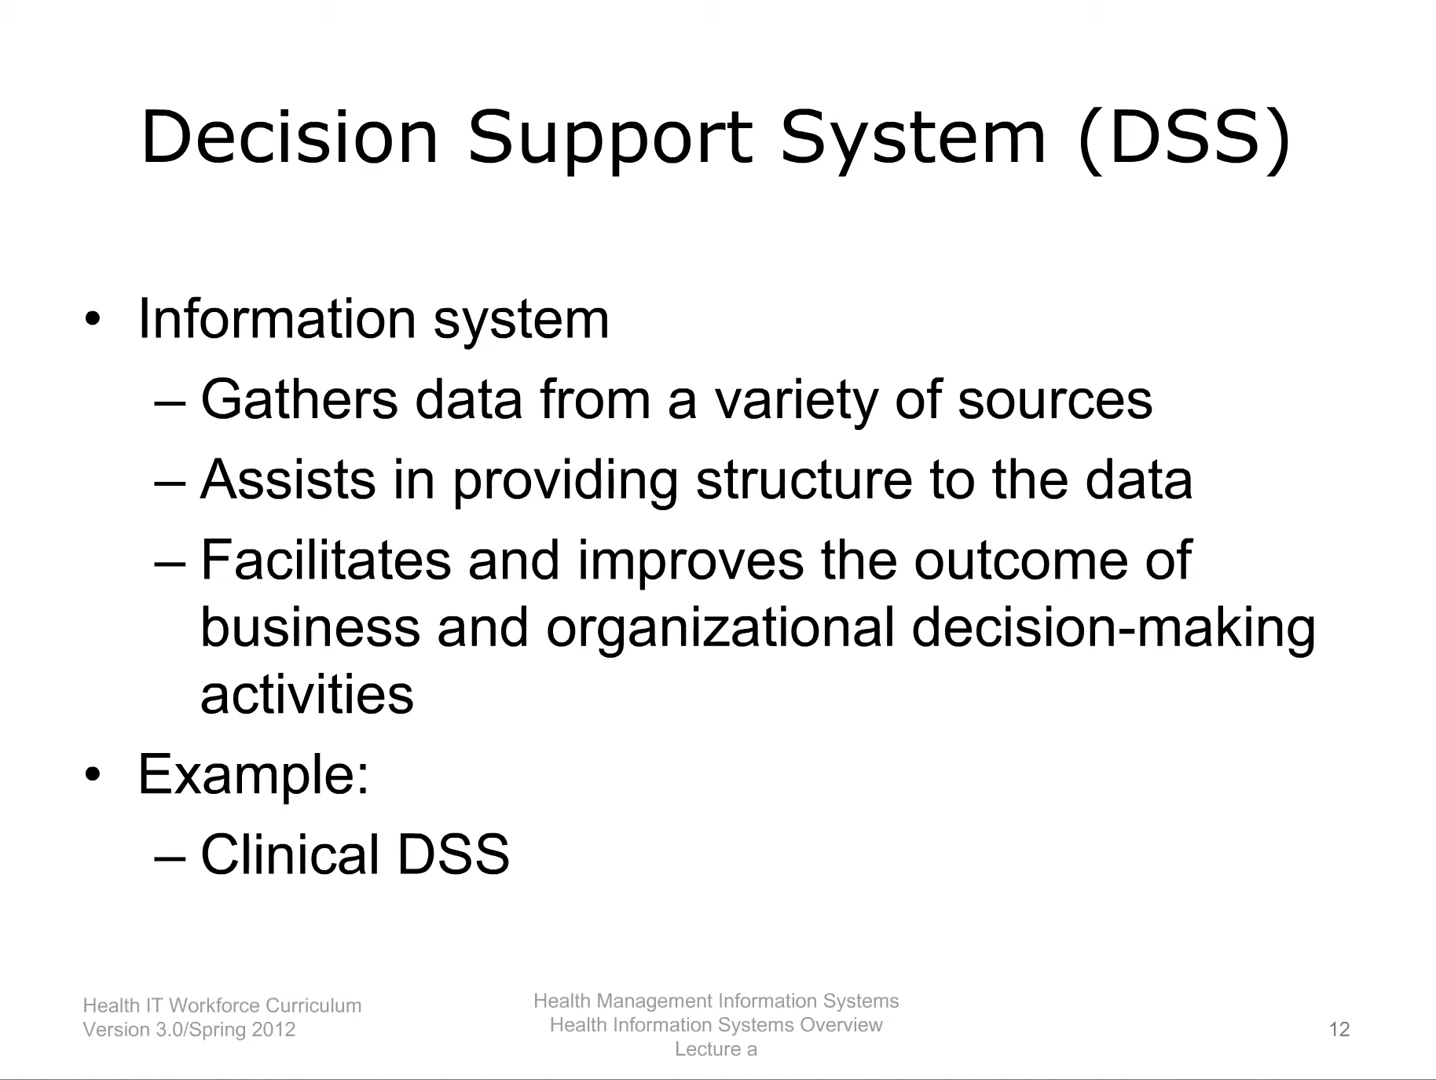 Decision Support System (DSS)
• Information system
– Gathers data from a variety of sources
– Assists in providing structure to the data
– Facilitates and improves the outcome of
business and organizational decision-making
activities
• Example:
– Clinical DSS
Health IT Workforce Curriculum
Version 3.0/Spring 2012
Health Management Information Systems
Health Information Systems Overview
Lecture a
12